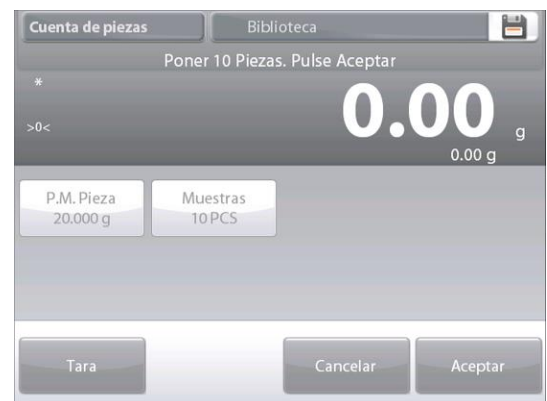 Cuenta de piezas Biblioteca
Poner 10 Piezas. Pulse Aceptar
*
>0<
0.00 g
0.00 g
P.M. Pieza Muestras
20.000 g 10 PCS
Tara Cancelar Aceptar